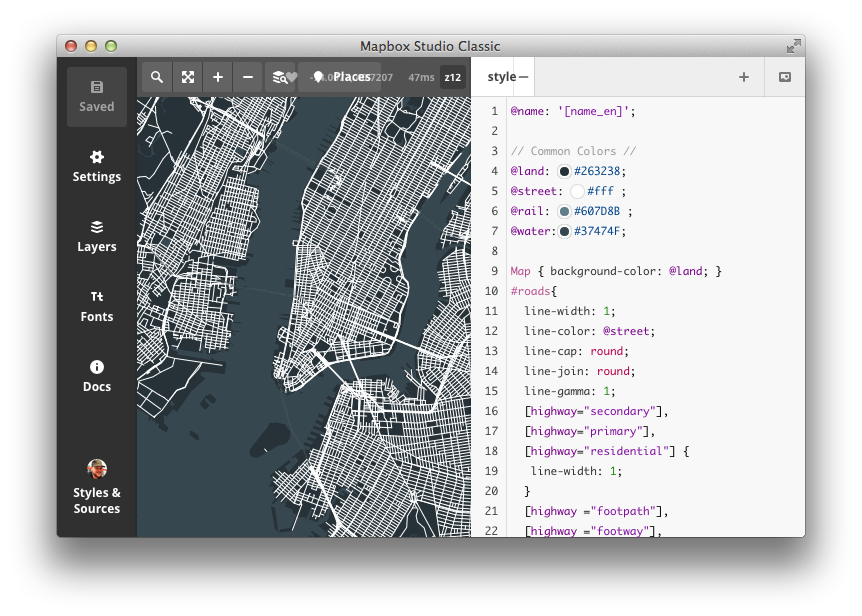 Mapbox Studio Classic
Saved
Settings
Layers
Tt
Fonts
Docs
Styles &
Sources
Places
7207
47ms
z12
style
1 @name: '[name_en]';
2
3 // Common Colors //
4 @land: #263238;
5 @street: #fff ;
6 @rail: #607D8B ;
7 @water: #37474F;
8
9 Map { background-color: @land; }
10 #roads{
11 line-width: 1;
12 line-color: @street;
13 line-cap: round;
14 line-join: round;
15 line-gamma: 1;
16 [highway="secondary"],
17 [highway="primary"],
18 [highway="residential"] {
19 line-width: 1;
20 }
21 [highway ="footpath"],
22 [highway ="footway"],